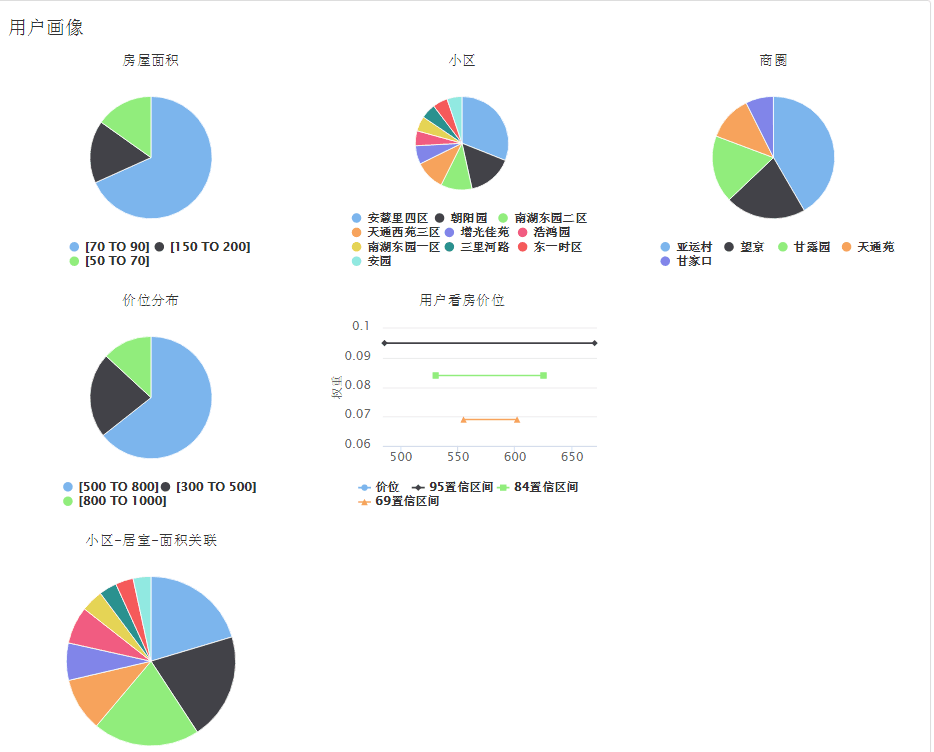 用户画像
房屋面积
[70 TO 90] [150 TO 200]
[50 TO 70]
小区
安慧里四区 朝阳园 南湖东园二区
天通西苑三区 增光佳苑 浩鸿园
南湖东园一区 三里河路 东一时区
安园
商圈
亚运村 望京 甘露园 天通苑
甘家口
价位分布
[500 TO 800] [300 TO 500]
[800 TO 1000]
用户看房价位
0.1
0.09
0.08
0.07
0.06
权重
500 550 600 650
价位 95置信区间 84置信区间
69置信区间
小区-居室-面积关联